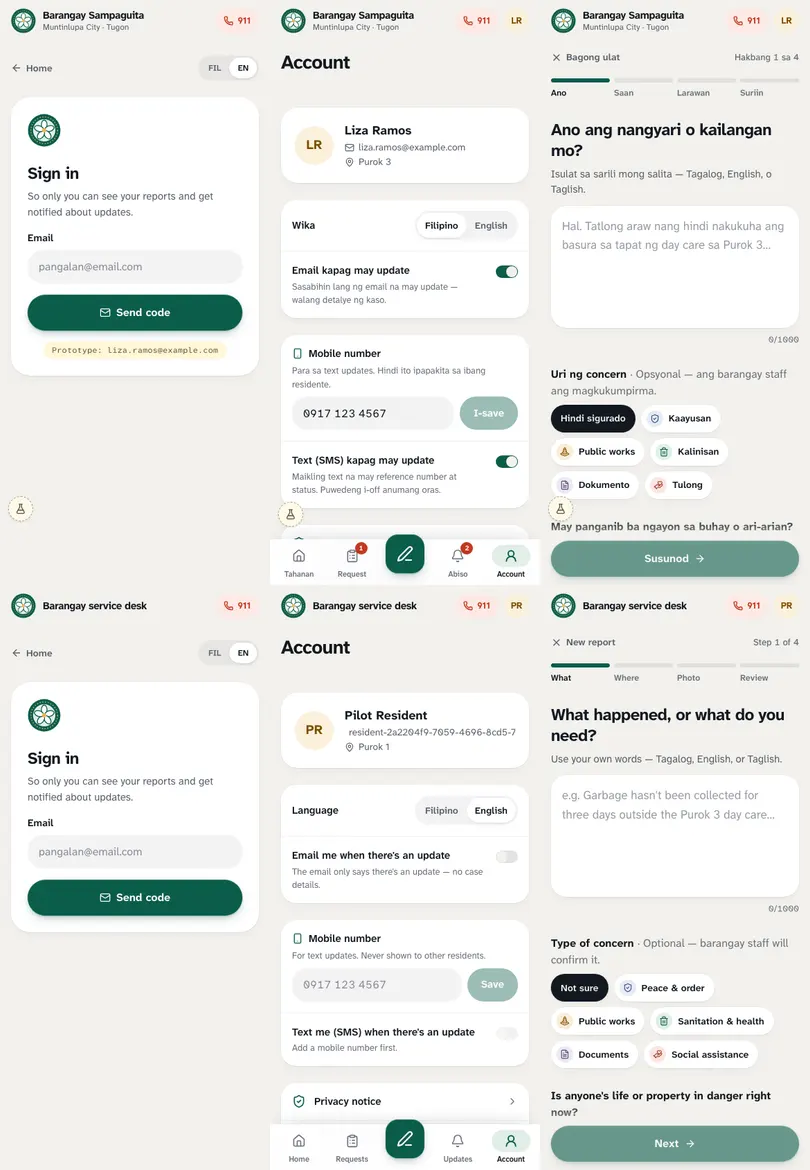 Barangay Sampaguita
Muntinlupa City · Tugon
911
Home
FIL
EN
Sign in
So only you can see your reports and get
notified about updates.
Email
pangalan@email.com
Send code
Prototype: liza.ramos@example.com
Barangay Sampaguita
Muntinlupa City · Tugon
911
LR
Account
LR
Liza Ramos
liza.ramos@example.com
Purok 3
Wika
Filipino
English
Email kapag may update
Sasabihin lang ng email na may update —
walang detalye ng kaso.
Mobile number
Para sa text updates. Hindi ito ipapakita sa ibang
residente.
0917 123 4567
I-save
Text (SMS) kapag may update
Maikling text na may reference number at
status. Puwedeng i-off anumang oras.
Tahanan
1
Request
2
Abiso
Account
Barangay Sampaguita
Muntinlupa City · Tugon
911
LR
Bagong ulat
Hakbang 1 sa 4
Ano
Saan
Larawan
Suriin
Ano ang nangyari o kailangan
mo?
Isulat sa sarili mong salita — Tagalog, English, o
Taglish.
Hal. Tatlong araw nang hindi nakukuha ang
basura sa tapat ng day care sa Purok 3…
0/1000
Uri ng concern · Opsyonal — ang barangay staff
ang magkukumpirma.
Hindi sigurado
Kaayusan
Public works
Kalinisan
Dokumento
Tulong
May panganib ba ngayon sa buhay o ari-arian?
Susunod
Barangay service desk
911
Home
FIL
EN
Sign in
So only you can see your reports and get
notified about updates.
Email
pangalan@email.com
Send code
Barangay service desk
911
PR
Account
PR
Pilot Resident
resident-2a2204f9-7059-4696-8cd5-7
Purok 1
Language
Filipino
English
Email me when there's an update
The email only says there's an update — no case
details.
Mobile number
For text updates. Never shown to other residents.
0917 123 4567
Save
Text me (SMS) when there's an update
Add a mobile number first.
Privacy notice
Home
Requests
Updates
Account
Barangay service desk
911
PR
New report
Step 1 of 4
What
Where
Photo
Review
What happened, or what do you
need?
Use your own words — Tagalog, English, or Taglish.
e.g. Garbage hasn't been collected for
three days outside the Purok 3 day care…
0/1000
Type of concern · Optional — barangay staff will
confirm it.
Not sure
Peace & order
Public works
Sanitation & health
Documents
Social assistance
Is anyone's life or property in danger right
now?
Next